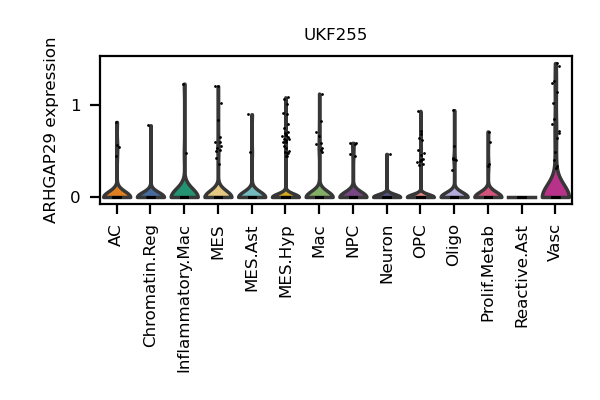 UKF255
ARHGAP29 expression
1
0
AC
Chromatin.Reg
Inflammatory.Mac
MES
MES.Ast
MES.Hyp
Mac
NPC
Neuron
OPC
Oligo
Prolif.Metab
Reactive.Ast
Vasc